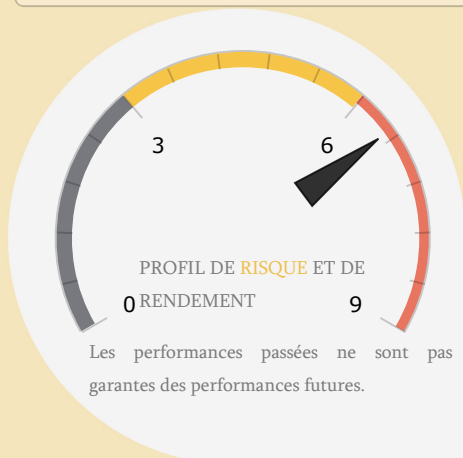 3
6
PROFIL DE RISQUE ET DE
0 RENDEMENT 9
Les performances passées ne sont pas
garantes des performances futures.